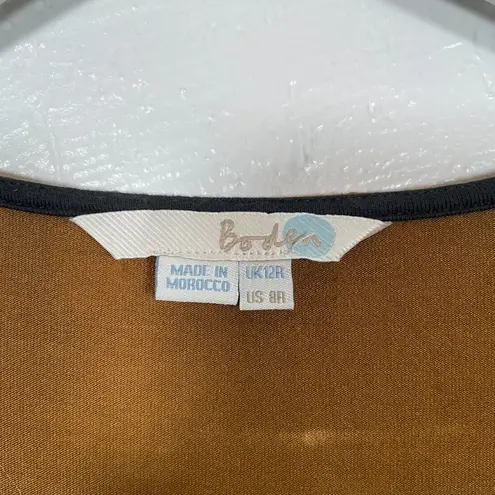 Boden
MADE IN
MOROCCO
UK12R
US 8R